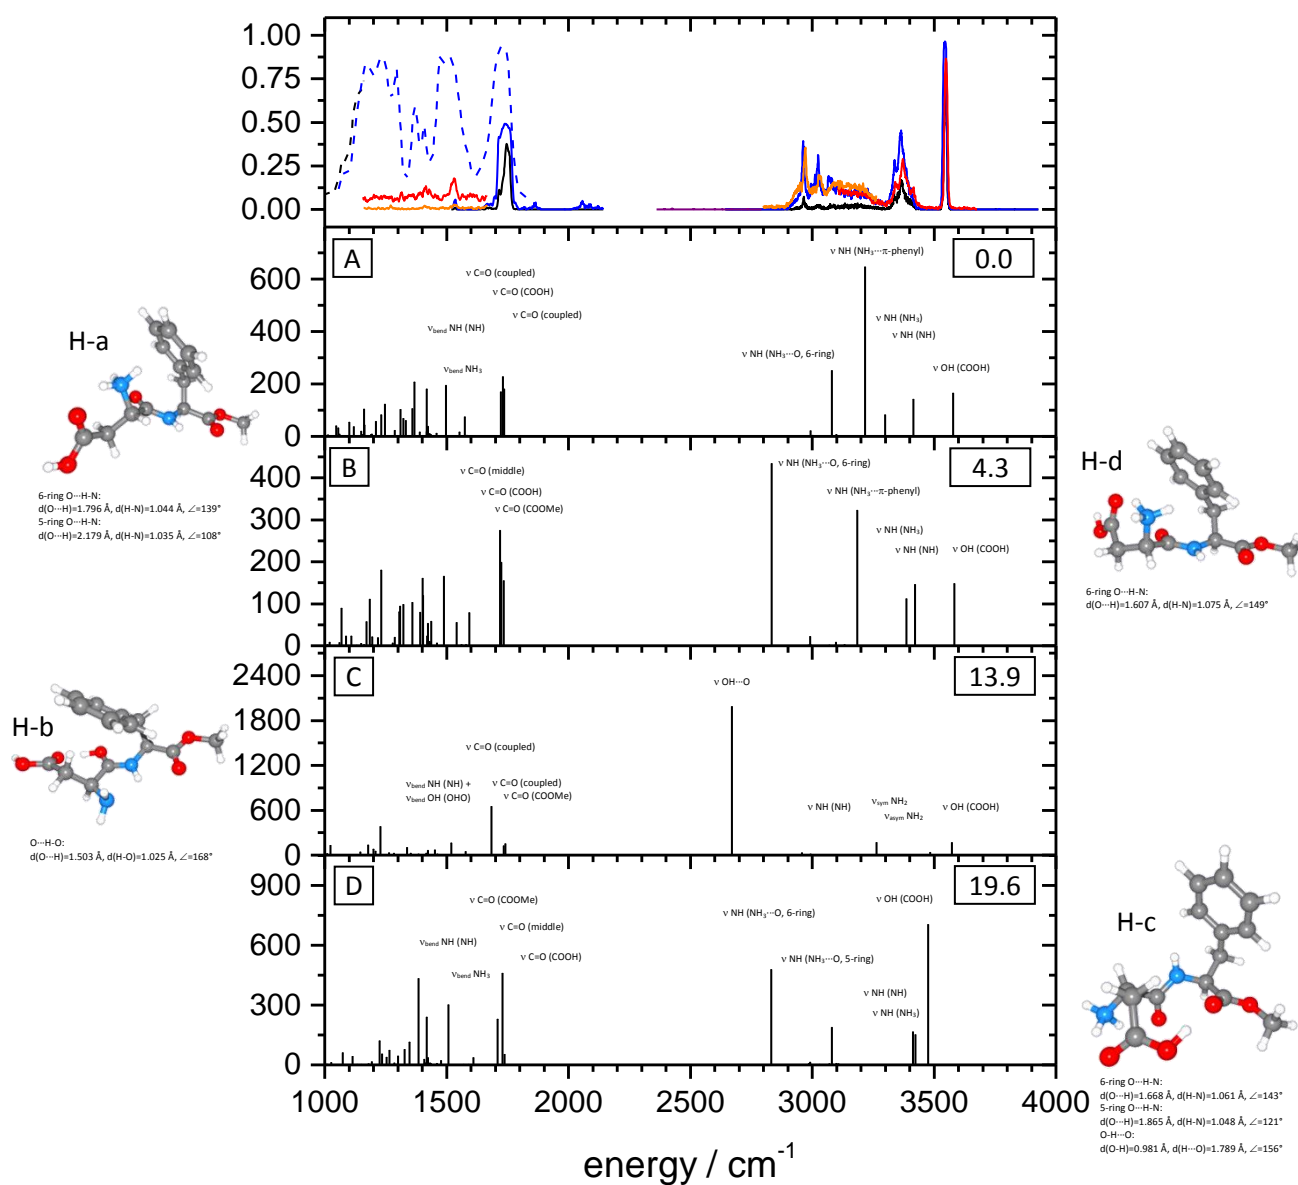 1.00
0.75
0.50
0.25
0.00
A
0.0
ν NH (NH₃···π-phenyl)
ν C=O (coupled)
ν C=O (COOH)
ν C=O (coupled)
ν_bend NH (NH)
ν_bend NH₃
ν NH (NH₃)
ν NH (NH)
ν NH (NH₃···O, 6-ring)
ν OH (COOH)
600
400
200
0
H-a
6-ring O···H-N:
d(O···H)=1.796 Å, d(H-N)=1.044 Å, ∠=139°
5-ring O···H-N:
d(O···H)=2.179 Å, d(H-N)=1.035 Å, ∠=108°
B
4.3
ν C=O (middle)
ν C=O (COOH)
ν C=O (COOMe)
ν NH (NH₃···O, 6-ring)
ν NH (NH₃···π-phenyl)
ν NH (NH₃)
ν NH (NH)
ν OH (COOH)
400
300
200
100
0
H-d
6-ring O···H-N:
d(O···H)=1.607 Å, d(H-N)=1.075 Å, ∠=149°
C
13.9
ν OH···O
ν C=O (coupled)
ν_bend NH (NH) +
ν_bend OH (OHO)
ν C=O (coupled)
ν C=O (COOMe)
ν NH (NH)
ν_sym NH₂
ν_asym NH₂
ν OH (COOH)
2400
1800
1200
600
0
H-b
O···H-O:
d(O···H)=1.503 Å, d(H-O)=1.025 Å, ∠=168°
D
19.6
ν C=O (COOMe)
ν C=O (middle)
ν_bend NH (NH)
ν C=O (COOH)
ν_bend NH₃
ν NH (NH₃···O, 6-ring)
ν NH (NH₃···O, 5-ring)
ν OH (COOH)
ν NH (NH)
ν NH (NH₃)
900
600
300
0
H-c
6-ring O···H-N:
d(O···H)=1.668 Å, d(H-N)=1.061 Å, ∠=143°
5-ring O···H-N:
d(O···H)=1.865 Å, d(H-N)=1.048 Å, ∠=121°
O-H···O:
d(O-H)=0.981 Å, d(H···O)=1.789 Å, ∠=156°
1000 1500 2000 2500 3000 3500 4000
energy / cm⁻¹